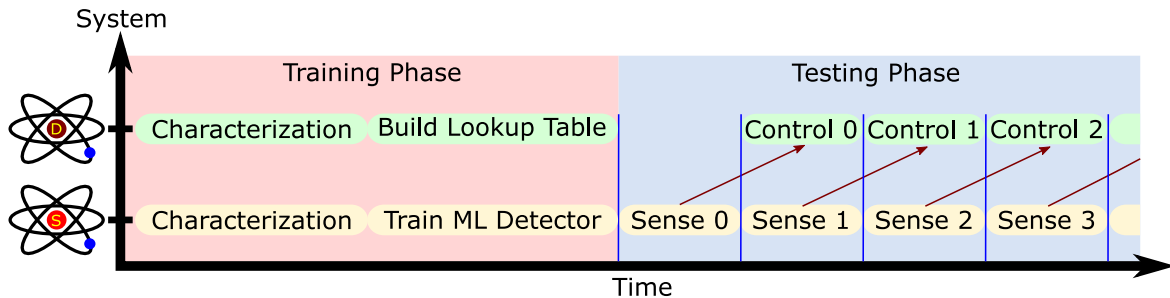 System
Training Phase
Testing Phase
D
Characterization
Build Lookup Table
Control 0
Control 1
Control 2
S
Characterization
Train ML Detector
Sense 0
Sense 1
Sense 2
Sense 3
Time